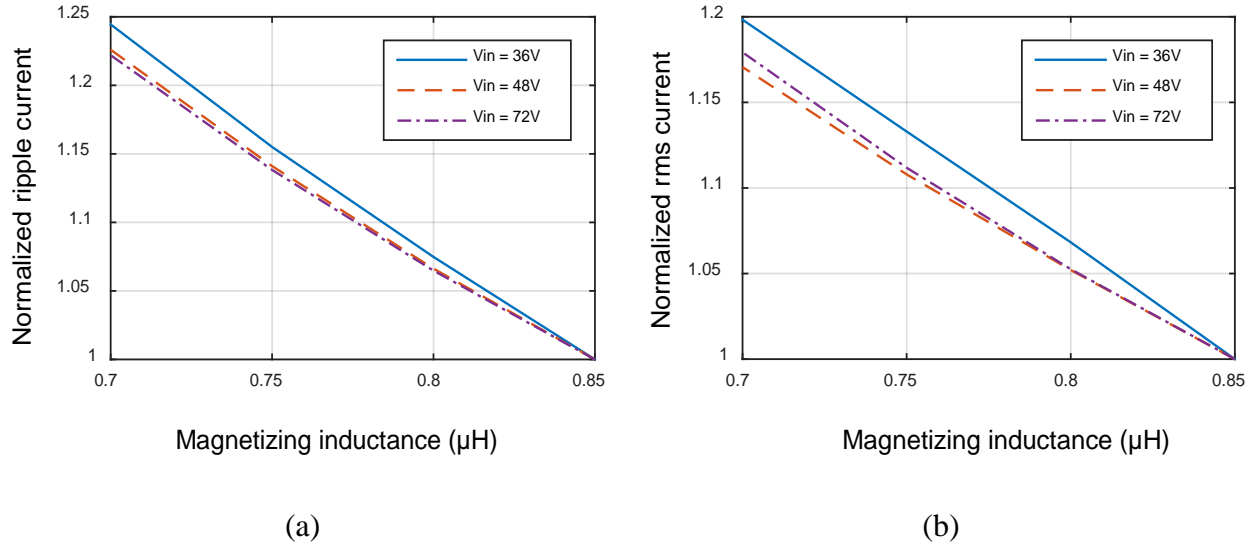 Normalized ripple current
1.25
1.2
1.15
1.1
1.05
1
0.7
0.75
0.8
0.85
Vin = 36V
Vin = 48V
Vin = 72V
Magnetizing inductance (μH)
(a)
Normalized rms current
1.2
1.15
1.1
1.05
1
0.7
0.75
0.8
0.85
Vin = 36V
Vin = 48V
Vin = 72V
Magnetizing inductance (μH)
(b)